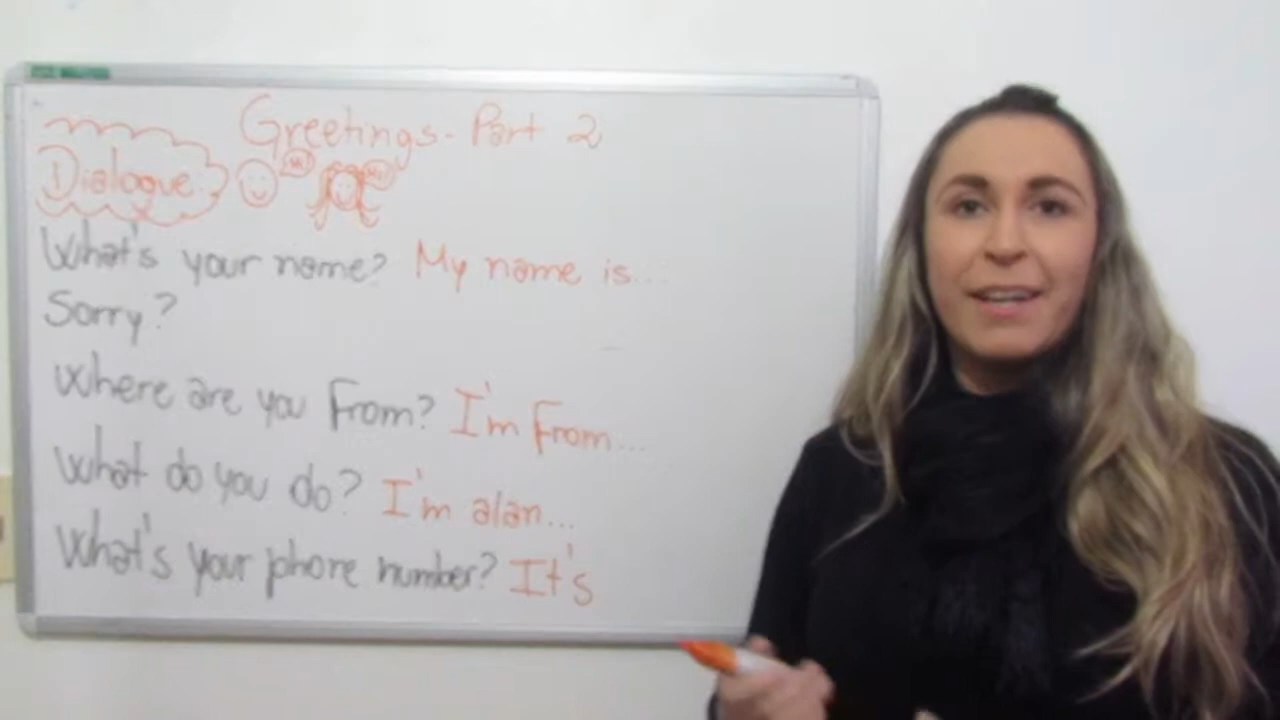 Greetings - Part 2
Dialogue
What's your name? My name is...
Sorry?
Where are you From? I'm From...
What do you do? I'm a/an...
What's your phone number? It's